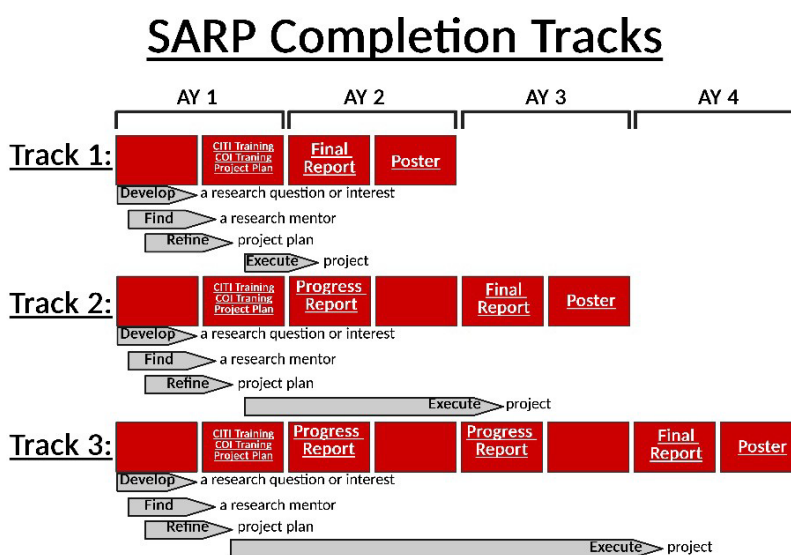 SARP Completion Tracks
AY 1 AY 2 AY 3 AY 4
Track 1:
CITI Training
COI Traning
Project Plan
Final
Report
Poster
Develop a research question or interest
Find a research mentor
Refine project plan
Execute project
Track 2:
CITI Training
COI Traning
Project Plan
Progress
Report
Final
Report
Poster
Develop a research question or interest
Find a research mentor
Refine project plan
Execute project
Track 3:
CITI Training
COI Traning
Project Plan
Progress
Report
Progress
Report
Final
Report
Poster
Develop a research question or interest
Find a research mentor
Refine project plan
Execute project